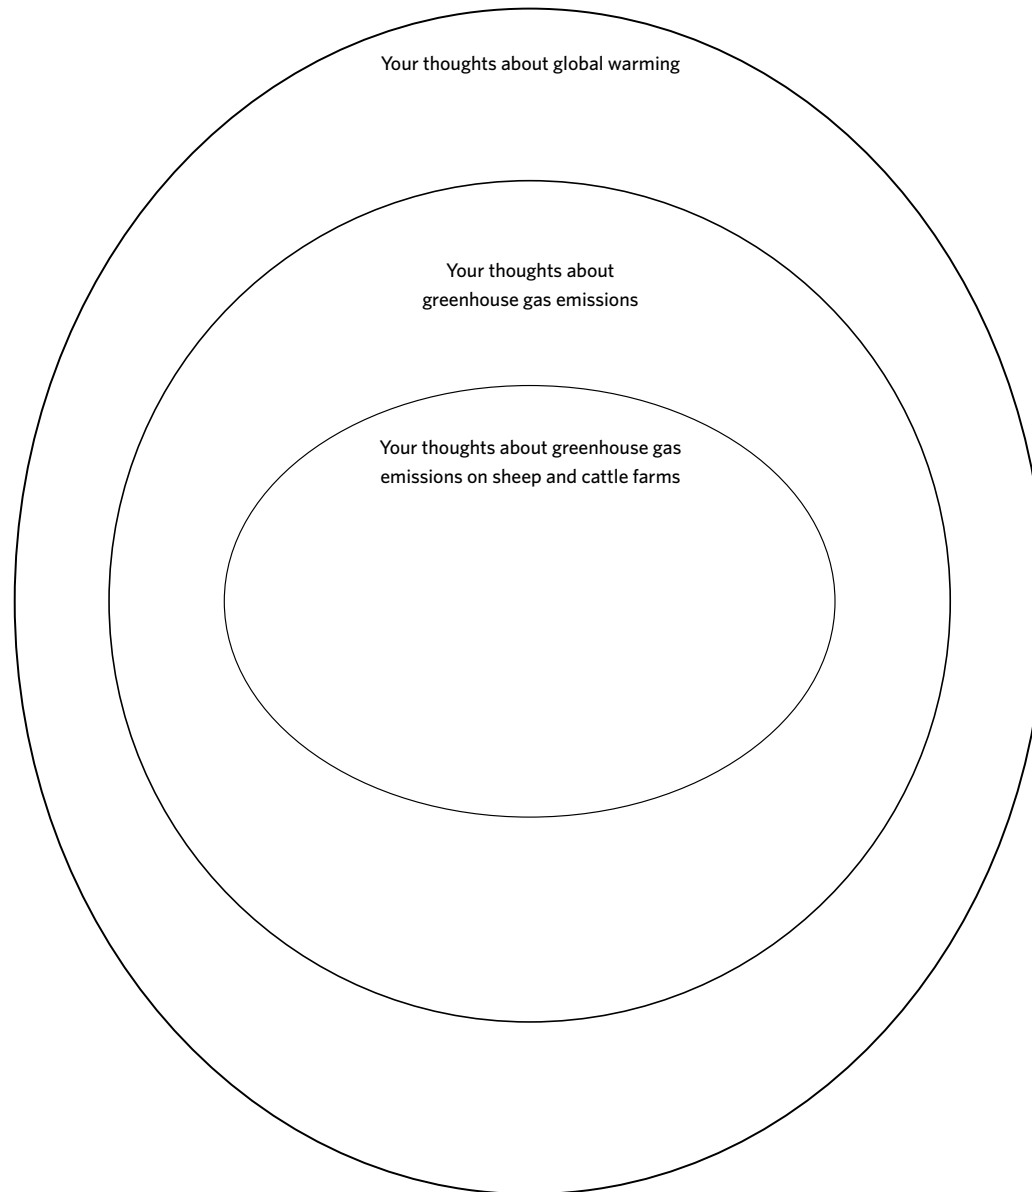 Your thoughts about global warming
Your thoughts about
greenhouse gas emissions
Your thoughts about greenhouse gas
emissions on sheep and cattle farms